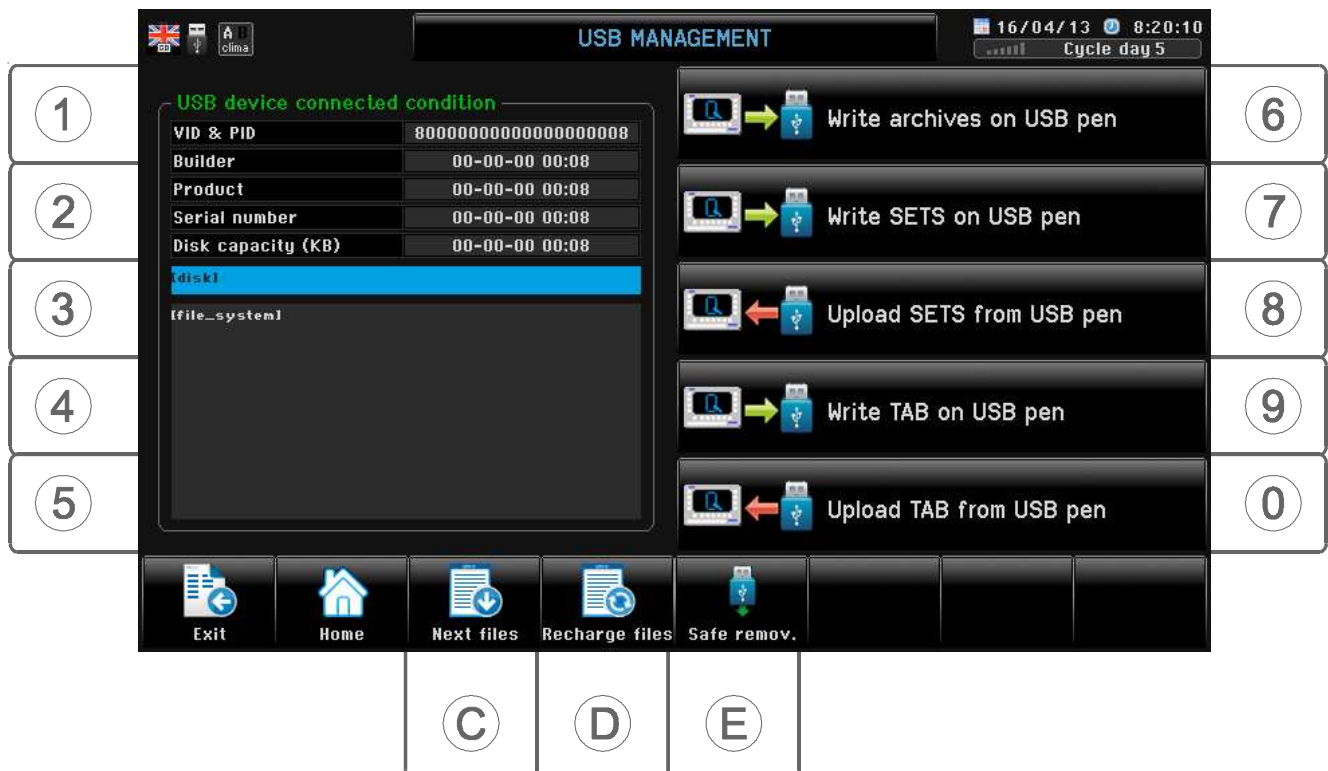 GB
A B
clima
USB MANAGEMENT
16/04/13 8:20:10
Cycle day 5
1
2
3
4
5
USB device connected condition
VID & PID 80000000000000000008
Builder 00-00-00 00:08
Product 00-00-00 00:08
Serial number 00-00-00 00:08
Disk capacity (KB) 00-00-00 00:08
[disk]
[file_system]
Write archives on USB pen
Write SETS on USB pen
Upload SETS from USB pen
Write TAB on USB pen
Upload TAB from USB pen
6
7
8
9
0
Exit
Home
Next files
Recharge files
Safe remov.
C
D
E